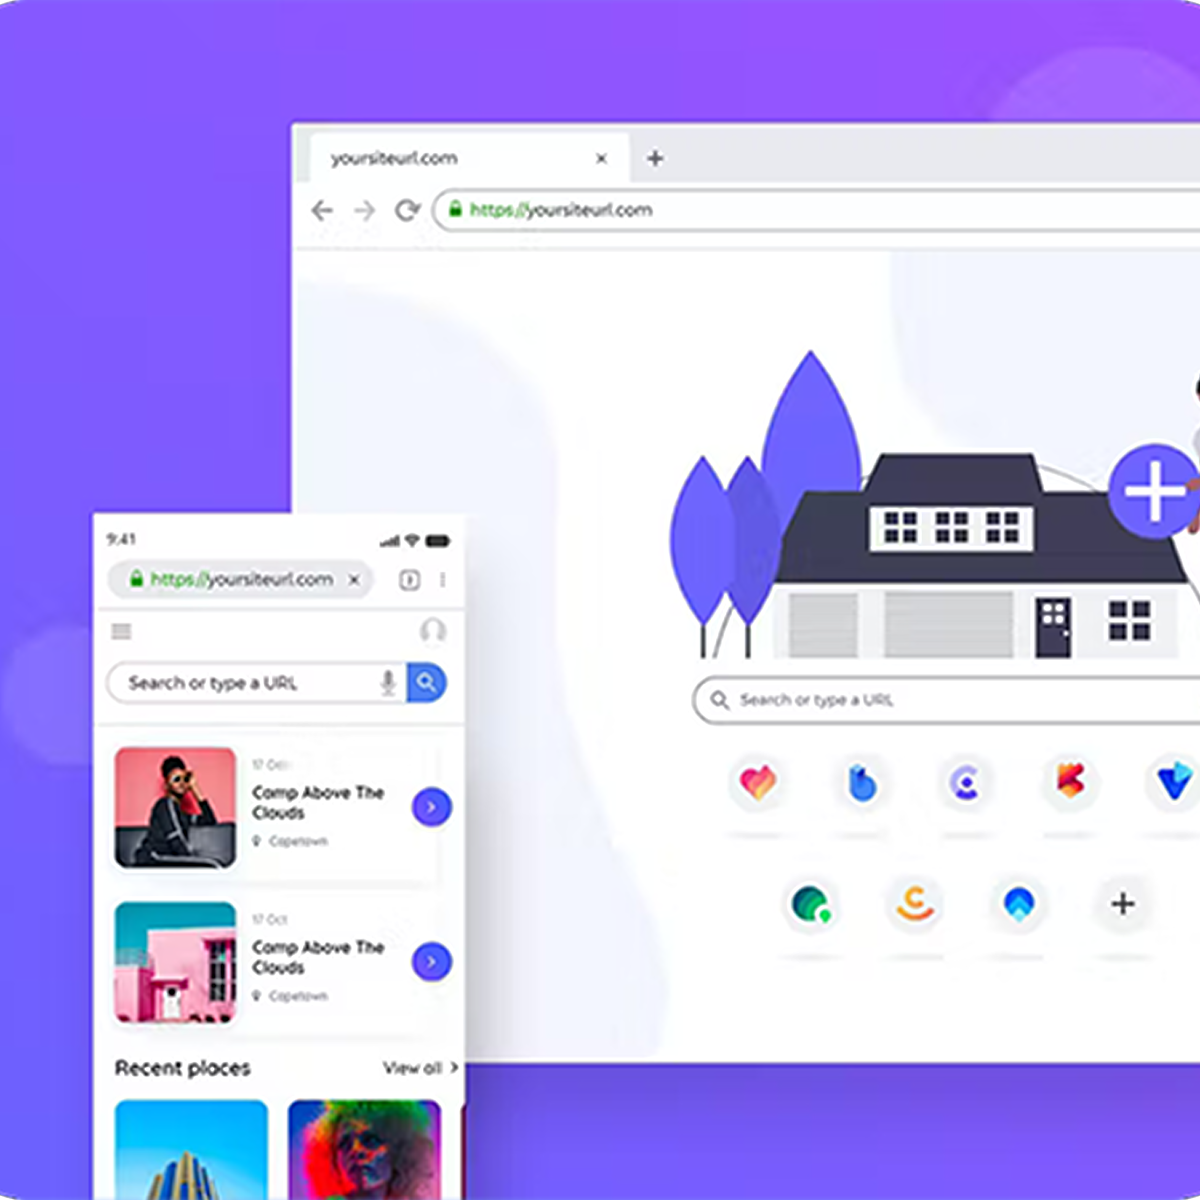 yoursiteurl.com
https://yoursiteurl.com
Search or type a URL
9:41
https://yoursiteurl.com
Search or type a URL
17 Oct
Camp Above The
Clouds
Capetown
17 Oct
Camp Above The
Clouds
Capetown
Recent places
View all